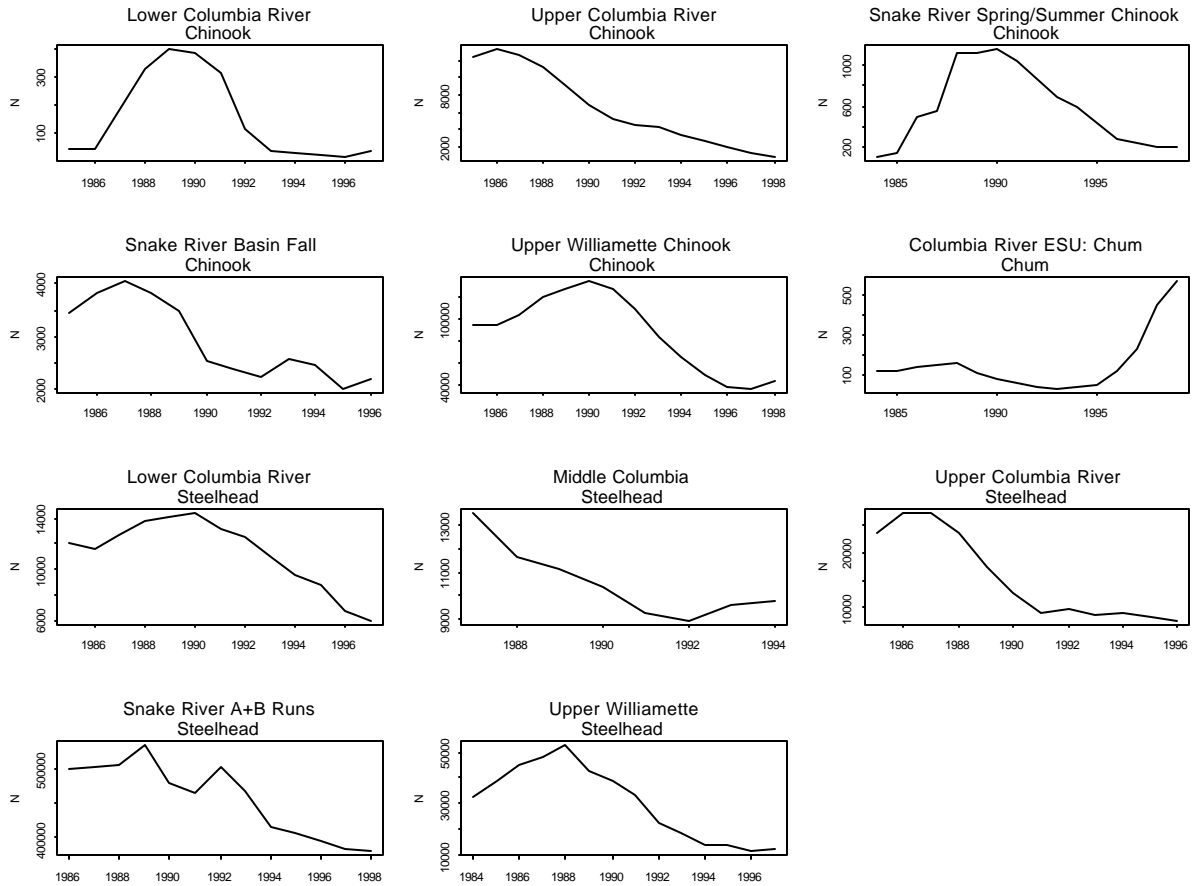 Lower Columbia River
Chinook
N
300
100
1986 1988 1990 1992 1994 1996
Upper Columbia River
Chinook
N
8000
2000
1986 1988 1990 1992 1994 1996 1998
Snake River Spring/Summer Chinook
Chinook
N
1000
600
200
1985 1990 1995
Snake River Basin Fall
Chinook
N
4000
3000
2000
1986 1988 1990 1992 1994 1996
Upper Williamette Chinook
Chinook
N
100000
40000
1986 1988 1990 1992 1994 1996 1998
Columbia River ESU: Chum
Chum
N
500
300
100
1985 1990 1995
Lower Columbia River
Steelhead
N
14000
10000
6000
1986 1988 1990 1992 1994 1996
Middle Columbia
Steelhead
N
13000
11000
9000
1988 1990 1992 1994
Upper Columbia River
Steelhead
N
20000
10000
1986 1988 1990 1992 1994 1996
Snake River A+B Runs
Steelhead
N
500000
400000
1986 1988 1990 1992 1994 1996 1998
Upper Williamette
Steelhead
N
50000
30000
10000
1984 1986 1988 1990 1992 1994 1996